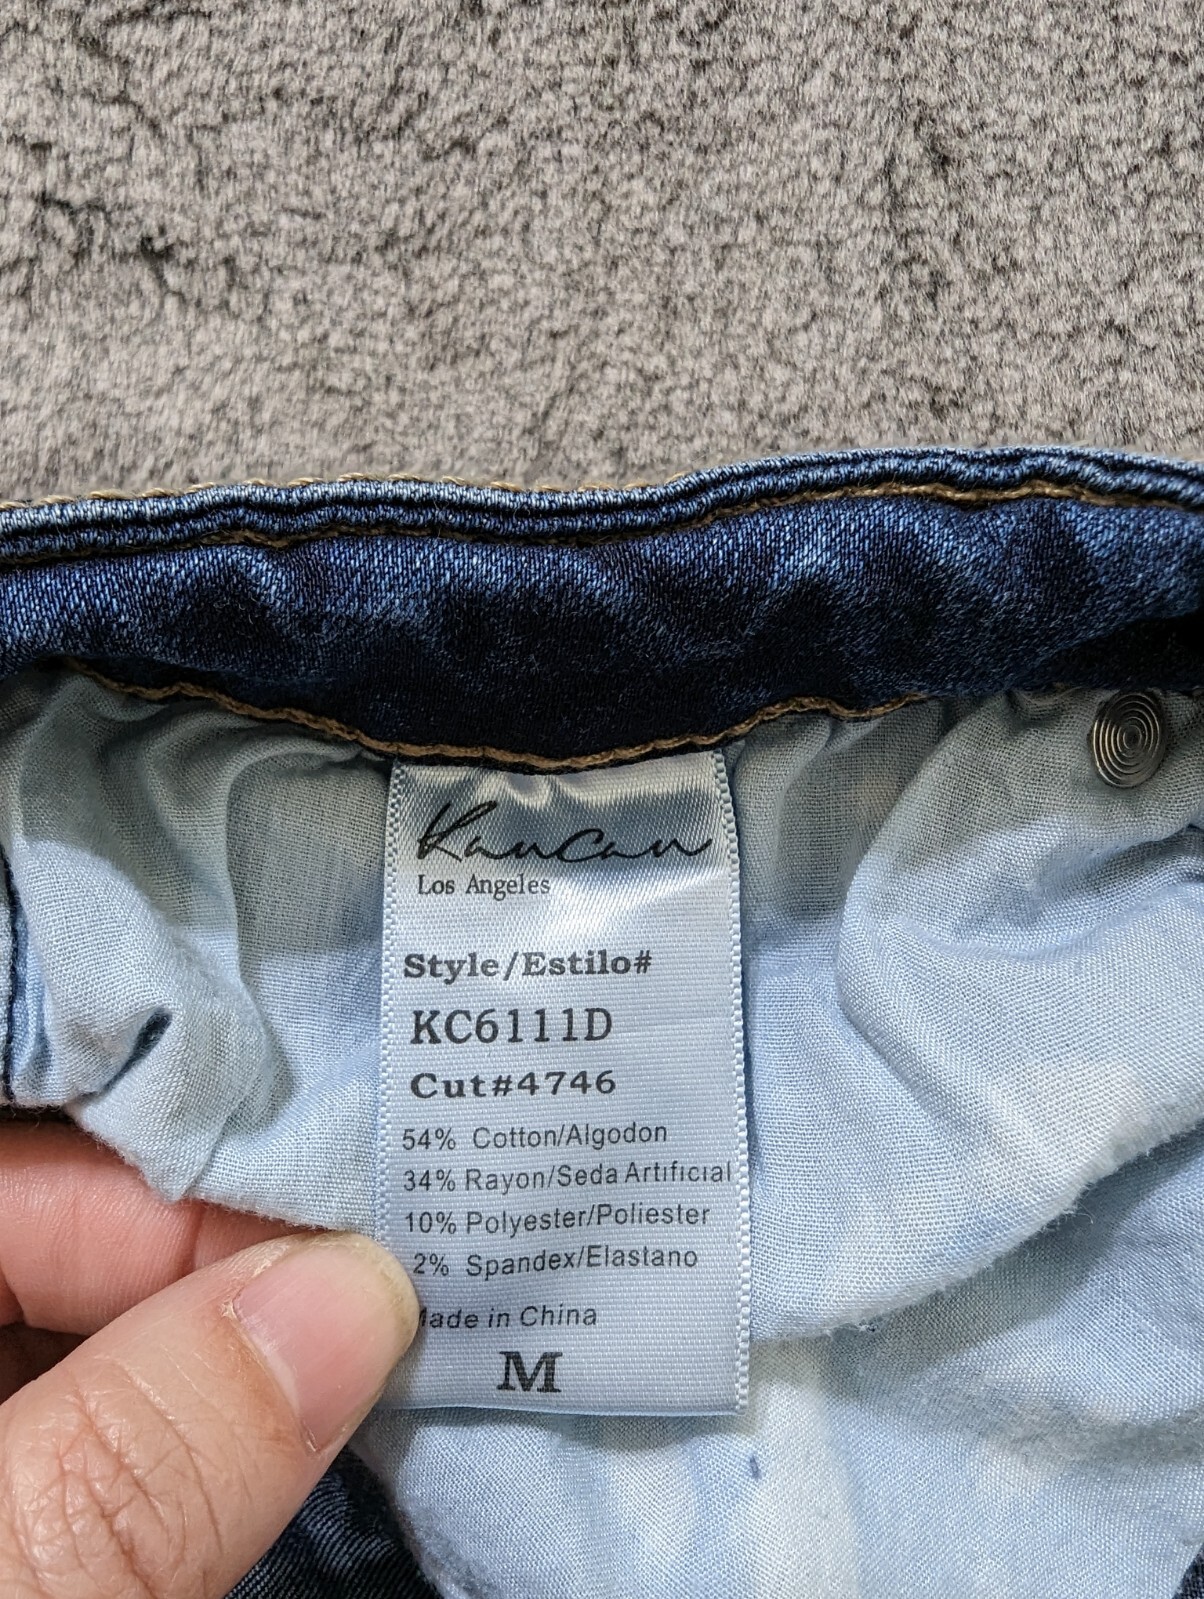 KanCan
Los Angeles
Style/Estilo#
KC6111D
Cut#4746
54% Cotton/Algodon
34% Rayon/Seda Artificial
10% Polyester/Poliester
2% Spandex/Elastano
Made in China
M